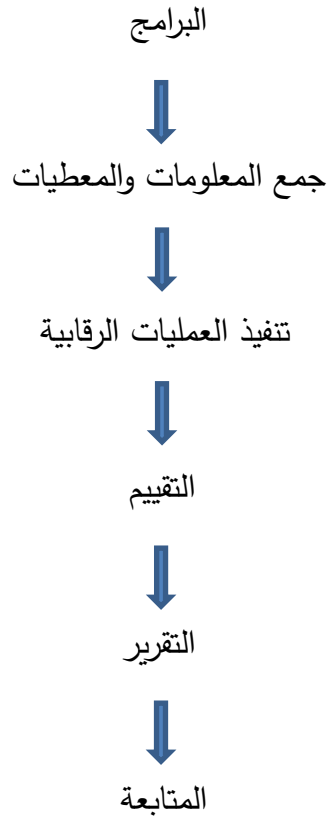 البرامج
جمع المعلومات والمعطيات
تنفيذ العمليات الرقابية
التقييم
التقرير
المتابعة